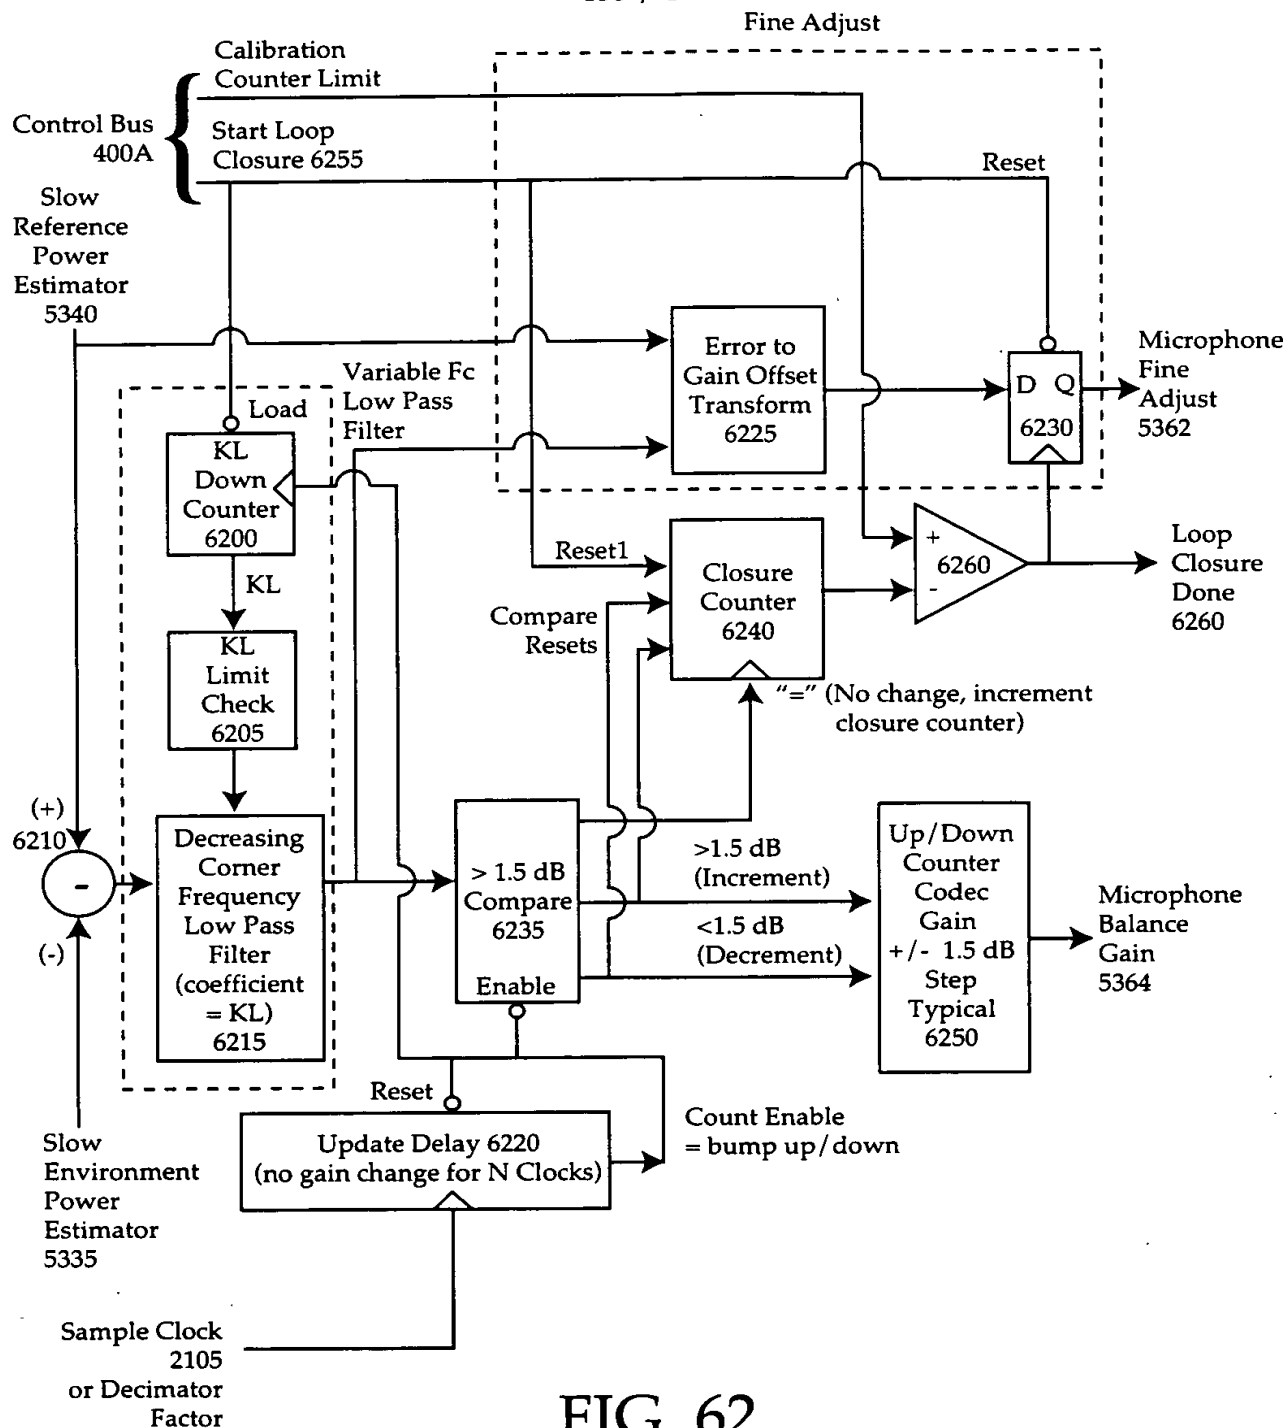 Fine Adjust
Calibration
Counter Limit
Control Bus
400A
Start Loop
Closure 6255
Reset
Slow
Reference
Power
Estimator
5340
Error to
Gain Offset
Transform
6225
D Q
6230
Microphone
Fine
Adjust
5362
Variable Fc
Low Pass
Filter
Load
KL
Down
Counter
6200
KL
KL
Limit
Check
6205
Reset1
Compare
Resets
Closure
Counter
6240
+
6260
-
Loop
Closure
Done
6260
"=" (No change, increment
closure counter)
(+)
6210
-
(-)
Decreasing
Corner
Frequency
Low Pass
Filter
(coefficient
= KL)
6215
> 1.5 dB
Compare
6235
Enable
>1.5 dB
(Increment)
<1.5 dB
(Decrement)
Up/Down
Counter
Codec
Gain
+/- 1.5 dB
Step
Typical
6250
Microphone
Balance
Gain
5364
Reset
Update Delay 6220
(no gain change for N Clocks)
Count Enable
= bump up/down
Slow
Environment
Power
Estimator
5335
Sample Clock
2105
or Decimator
Factor
FIG. 62